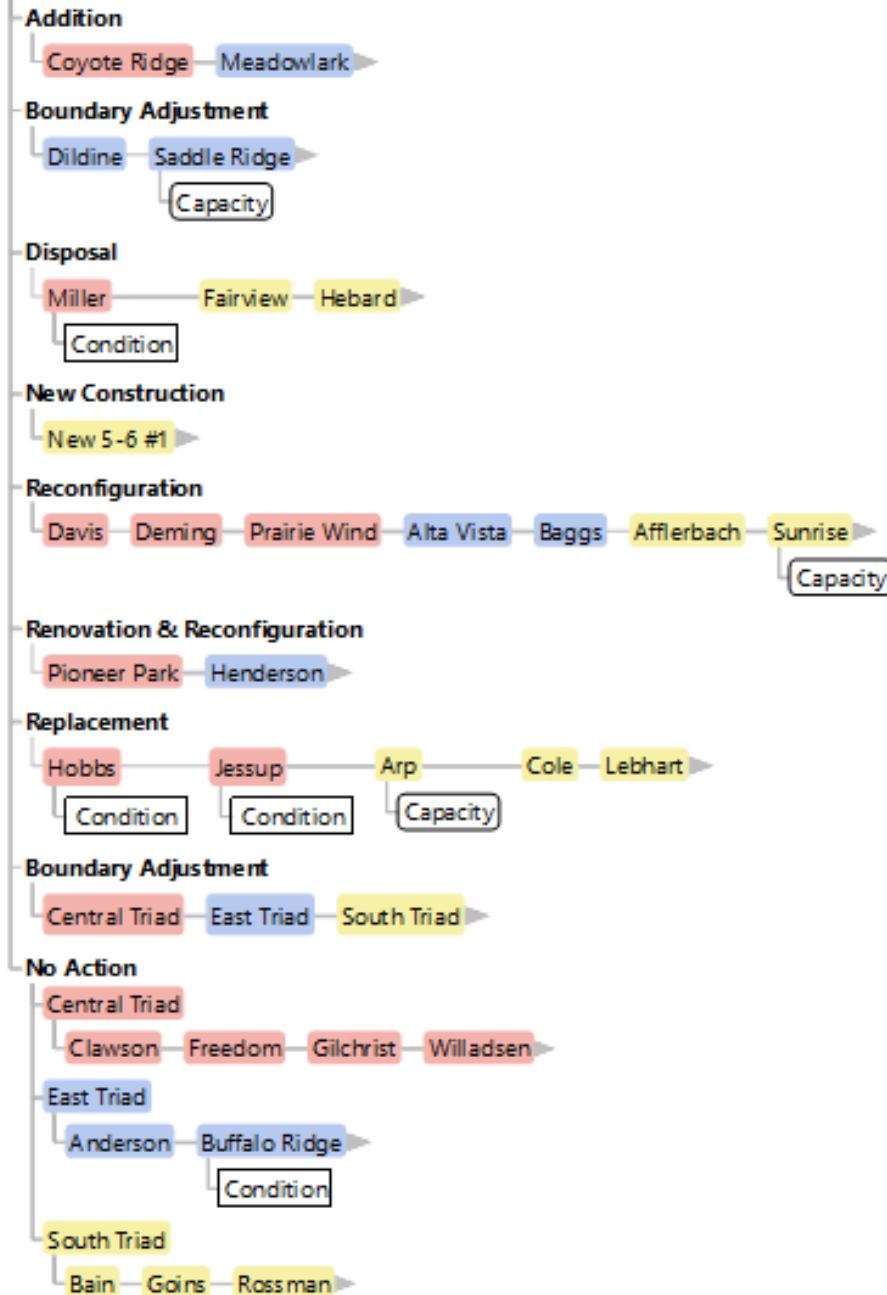 Addition
Coyote Ridge Meadowlark
Boundary Adjustment
Dildine Saddle Ridge
Capacity
Disposal
Miller Fairview Hebard
Condition
New Construction
New 5-6 #1
Reconfiguration
Davis Deming Prairie Wind Alta Vista Baggs Afflerbach Sunrise
Capacity
Renovation & Reconfiguration
Pioneer Park Henderson
Replacement
Hobbs Jessup Arp Cole Lebhart
Condition Condition Capacity
Boundary Adjustment
Central Triad East Triad South Triad
No Action
Central Triad
Clawson Freedom Gilchrist Willadsen
East Triad
Anderson Buffalo Ridge
Condition
South Triad
Bain Goins Rossman